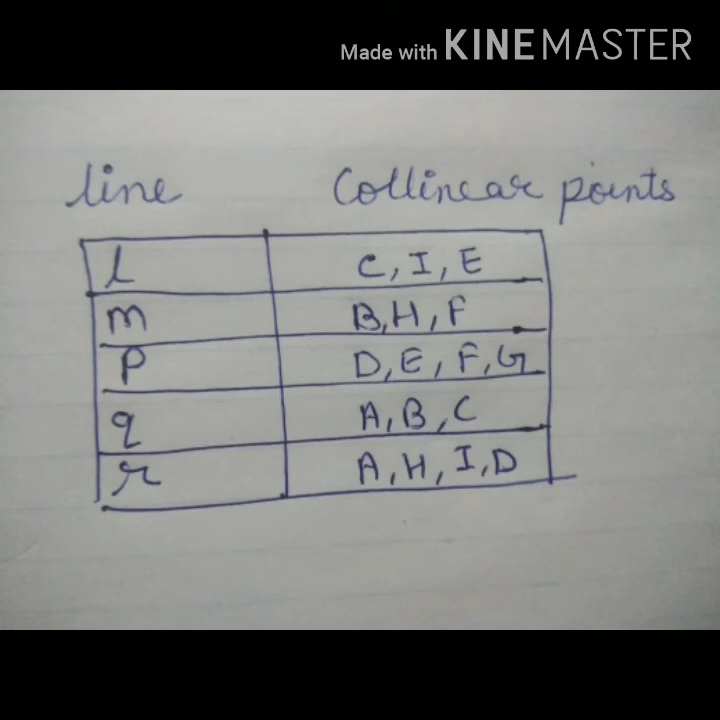 Made with KINEMASTER
line Collinear points
l C, I, E
m B, H, F
p D, E, F, G
q A, B, C
r A, H, I, D